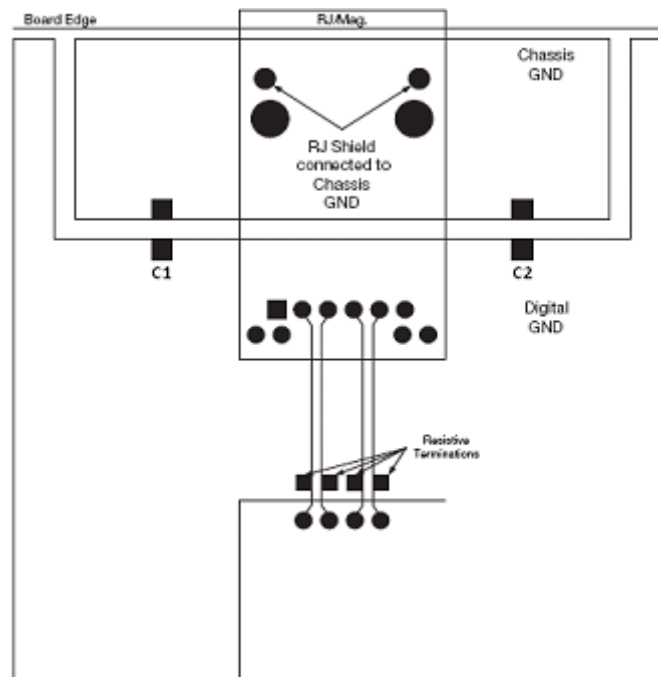 Board Edge
RJ/Mag.
Chassis
GND
RJ Shield
connected to
Chassis
GND
C1
C2
Digital
GND
Resistive
Terminations